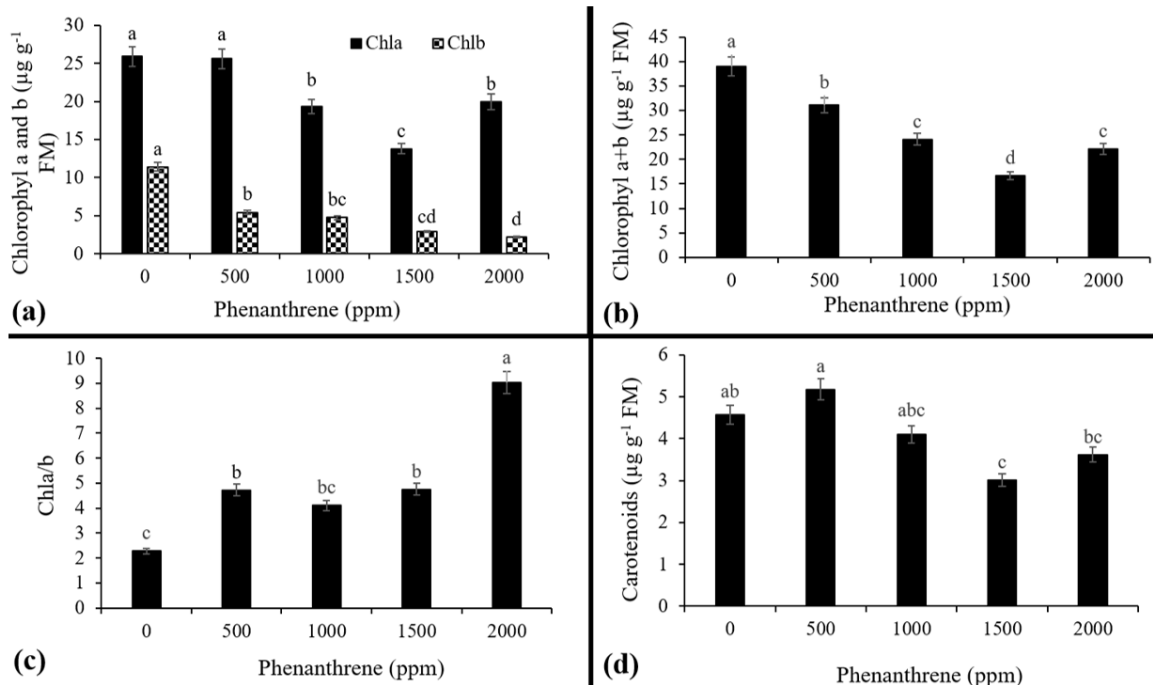 Chlorophyl a and b (µg g-1
FM)
30
25
20
15
10
5
0
Chla
Chlb
a
a
a
b
b
bc
c
cd
b
d
0 500 1000 1500 2000
Phenanthrene (ppm)
(a)
Chlorophyl a+b (µg g-1 FM)
45
40
35
30
25
20
15
10
5
0
a
b
c
d
c
0 500 1000 1500 2000
Phenanthrene (ppm)
(b)
Chla/b
10
9
8
7
6
5
4
3
2
1
0
c
b
bc
b
a
0 500 1000 1500 2000
Phenanthrene (ppm)
(c)
Carotenoids (µg g-1 FM)
6
5
4
3
2
1
0
ab
a
abc
c
bc
0 500 1000 1500 2000
Phenanthrene (ppm)
(d)